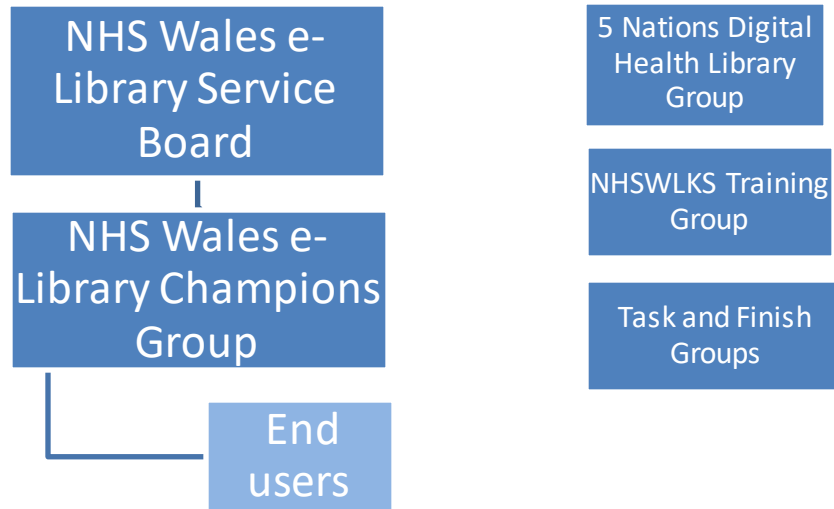 NHS Wales e-
Library Service
Board
NHS Wales e-
Library Champions
Group
End
users
5 Nations Digital
Health Library
Group
NHSWLKS Training
Group
Task and Finish
Groups